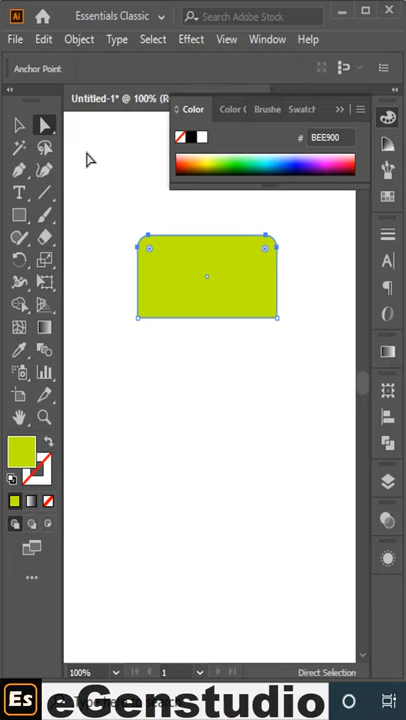 Ai
Essentials Classic
Search Adobe Stock
File Edit Object Type Select Effect View Window Help
Anchor Point
Untitled-1* @ 100% (R
Color Color Brushe Swatch
# BEE900
100%
1
Direct Selection
Es eGenstudio